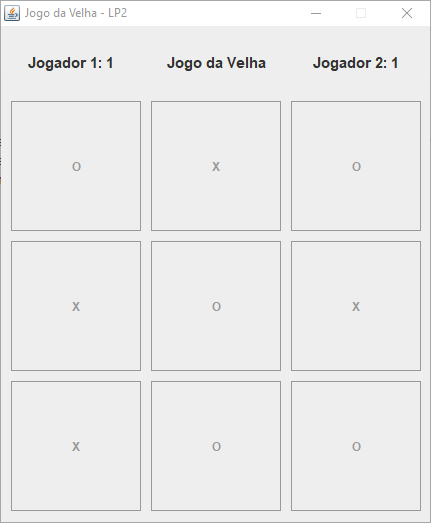 Jogo da Velha - LP2
Jogador 1: 1 Jogo da Velha Jogador 2: 1
O X O
X O X
X O O